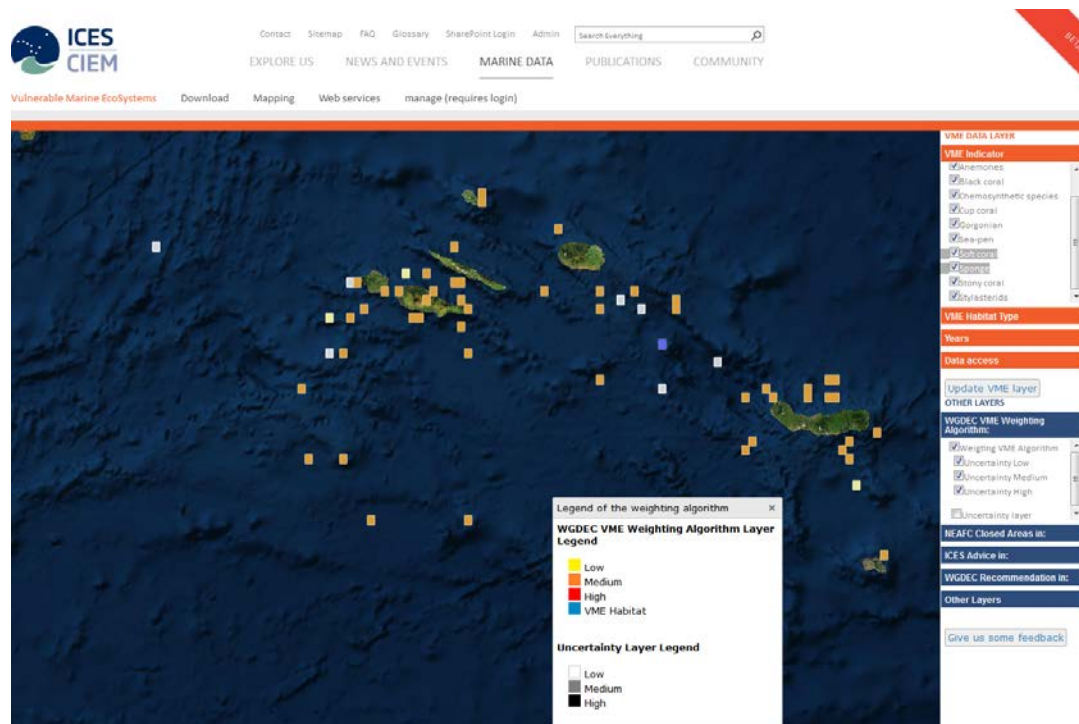 ICES
CIEM
Contact Sitemap FAQ Glossary SharePoint Login Admin
Search Everything
EXPLORE US NEWS AND EVENTS MARINE DATA PUBLICATIONS COMMUNITY
BETA
Vulnerable Marine EcoSystems Download Mapping Web services manage (requires login)
VME DATA LAYER
VME Indicator
Anemones
Black coral
Chemosynthetic species
Cup coral
Gorgonian
Sea-pen
Soft coral
Sponge
Stony coral
Stylasterids
VME Habitat Type
Years
Data access
Update VME layer
OTHER LAYERS
WGDEC VME Weighting
Algorithm:
Weigting VME Algorithm
Uncertainty Low
Uncertainty Medium
Uncertainty High
Uncertainty layer
NEAFC Closed Areas in:
ICES Advice in:
WGDEC Recommendation in:
Other Layers
Give us some feedback
Legend of the weighting algorithm ×
WGDEC VME Weighting Algorithm Layer
Legend
Low
Medium
High
VME Habitat
Uncertainty Layer Legend
Low
Medium
High